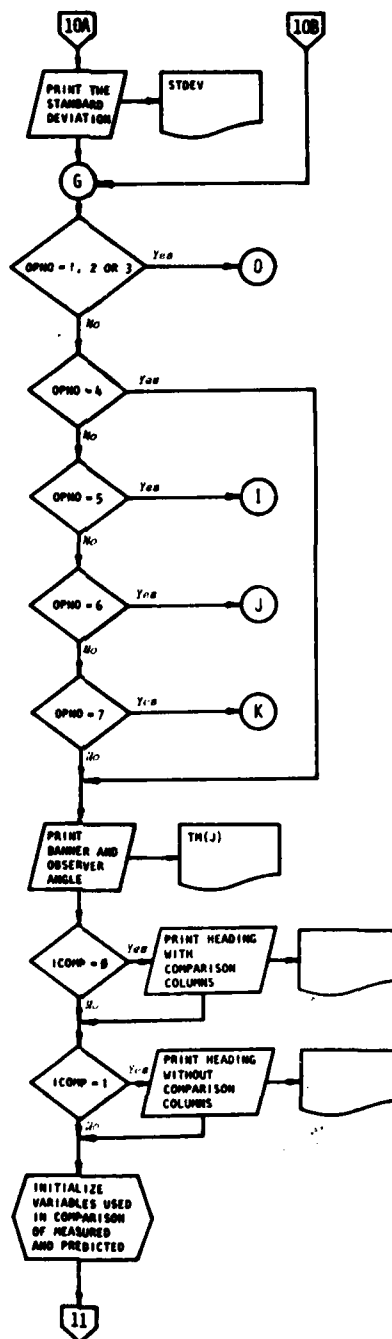 10A
10B
PRINT THE
STANDARD
DEVIATION
STDEV
G
OPNO = 1, 2 OR 3
Yes
O
No
OPNO = 4
Yes
No
OPNO = 5
Yes
I
No
OPNO = 6
Yes
J
No
OPNO = 7
Yes
K
No
PRINT
BANNER AND
OBSERVER
ANGLE
TM(J)
ICOMP = Ø
Yes
PRINT HEADING
WITH
COMPARISON
COLUMNS
No
ICOMP = 1
Yes
PRINT HEADING
WITHOUT
COMPARISON
COLUMNS
No
INITIALIZE
VARIABLES USED
IN COMPARISON
OF MEASURED
AND PREDICTED
11